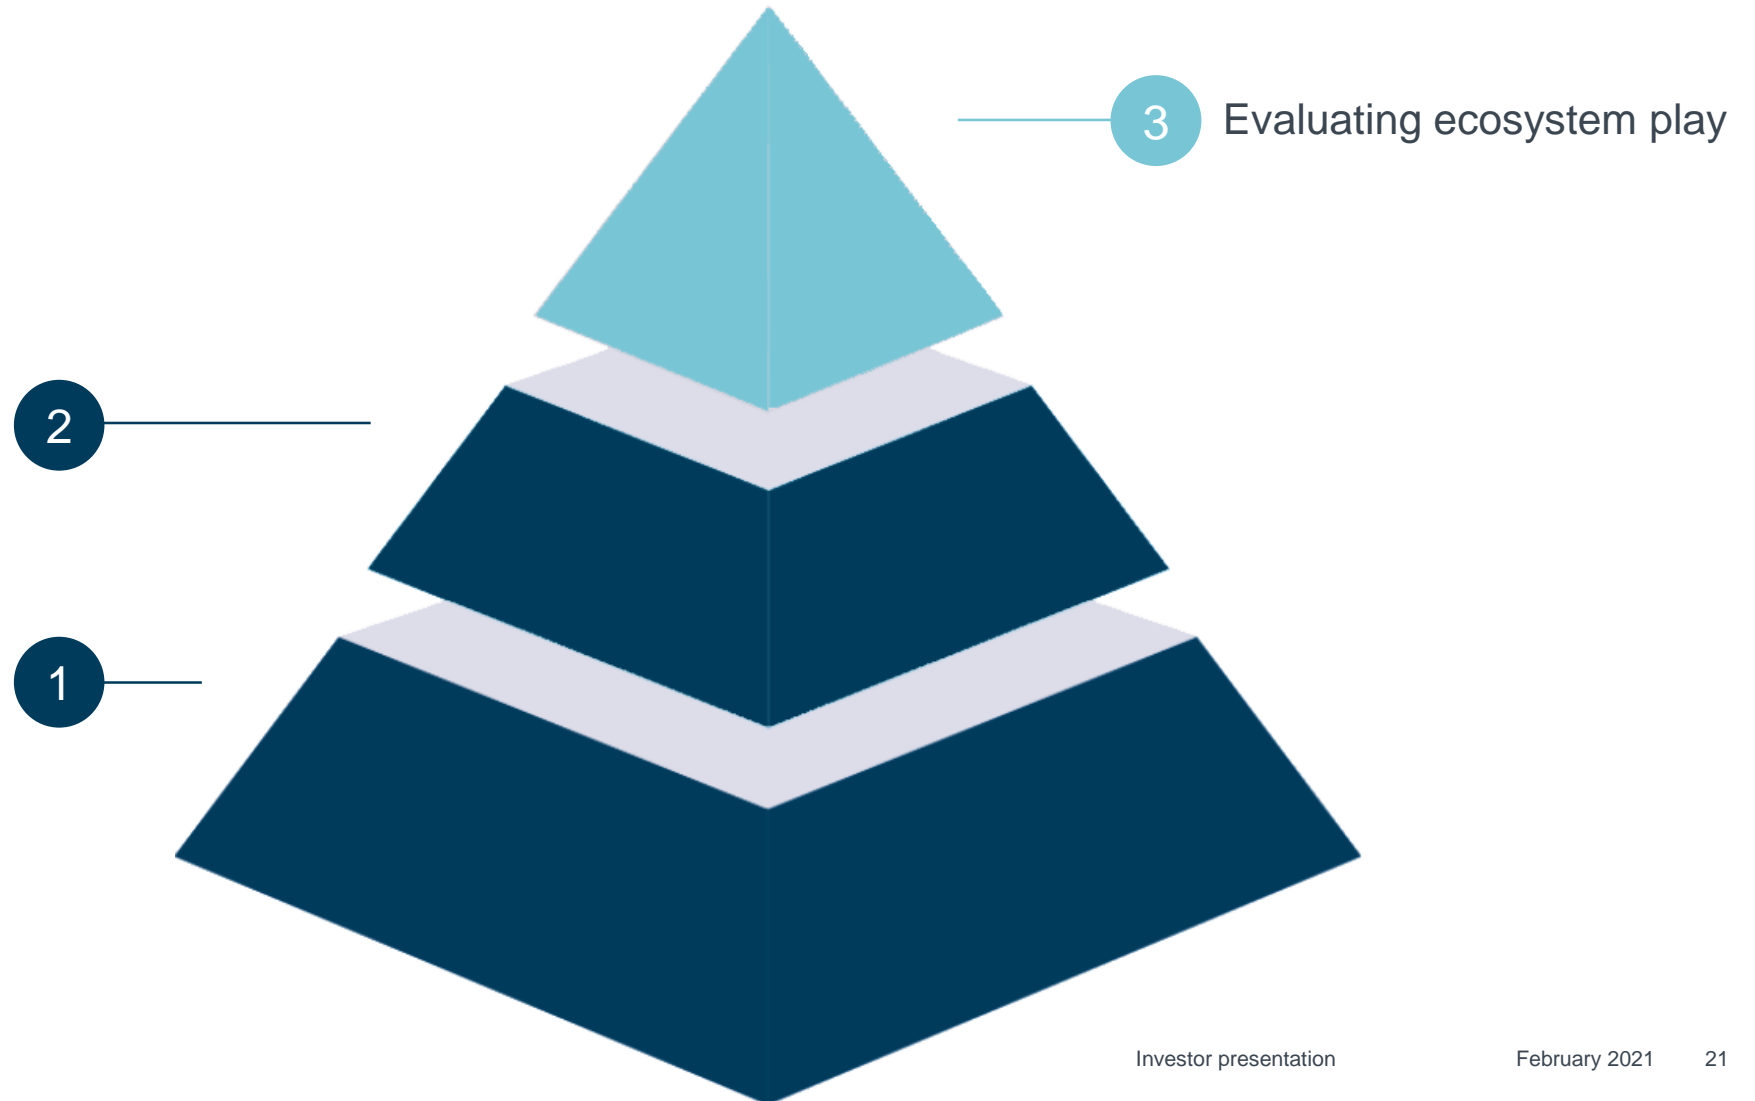 3 Evaluating ecosystem play
2
1
Investor presentation February 2021 21